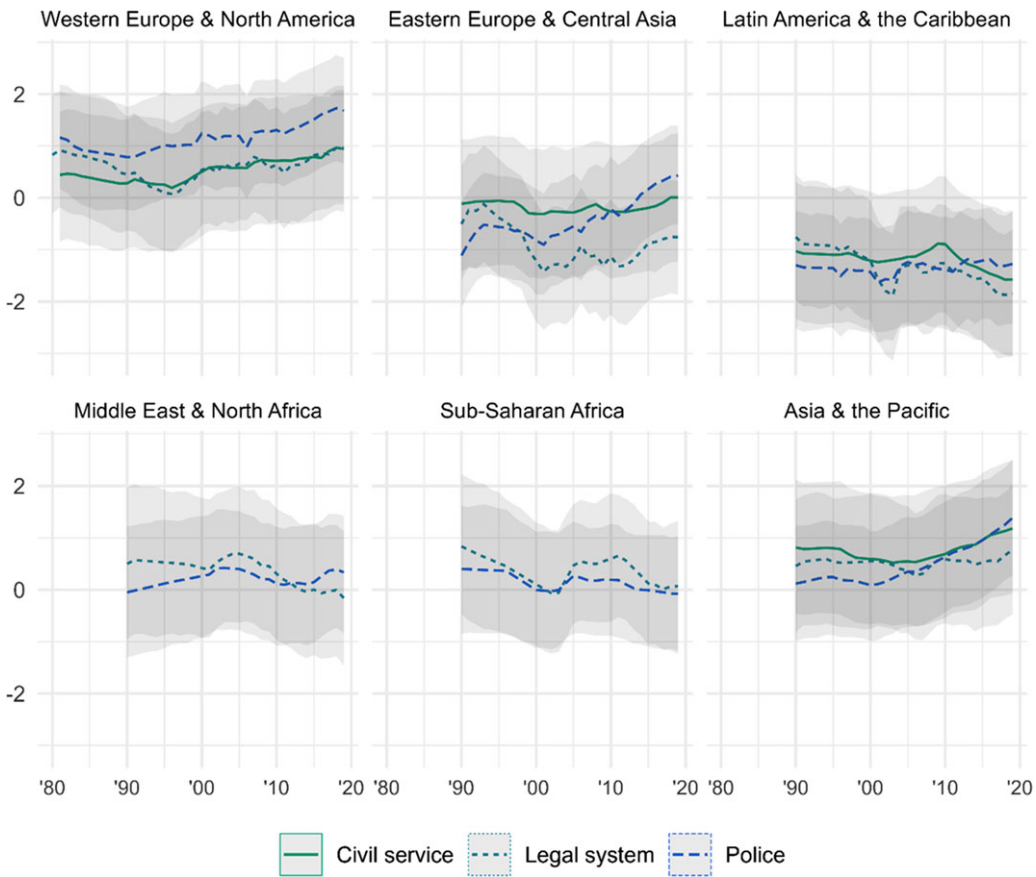 Western Europe & North America Eastern Europe & Central Asia Latin America & the Caribbean
2
0
-2
Middle East & North Africa Sub-Saharan Africa Asia & the Pacific
2
0
-2
'80 '90 '00 '10 '20 '80 '90 '00 '10 '20 '80 '90 '00 '10 '20
Civil service Legal system Police